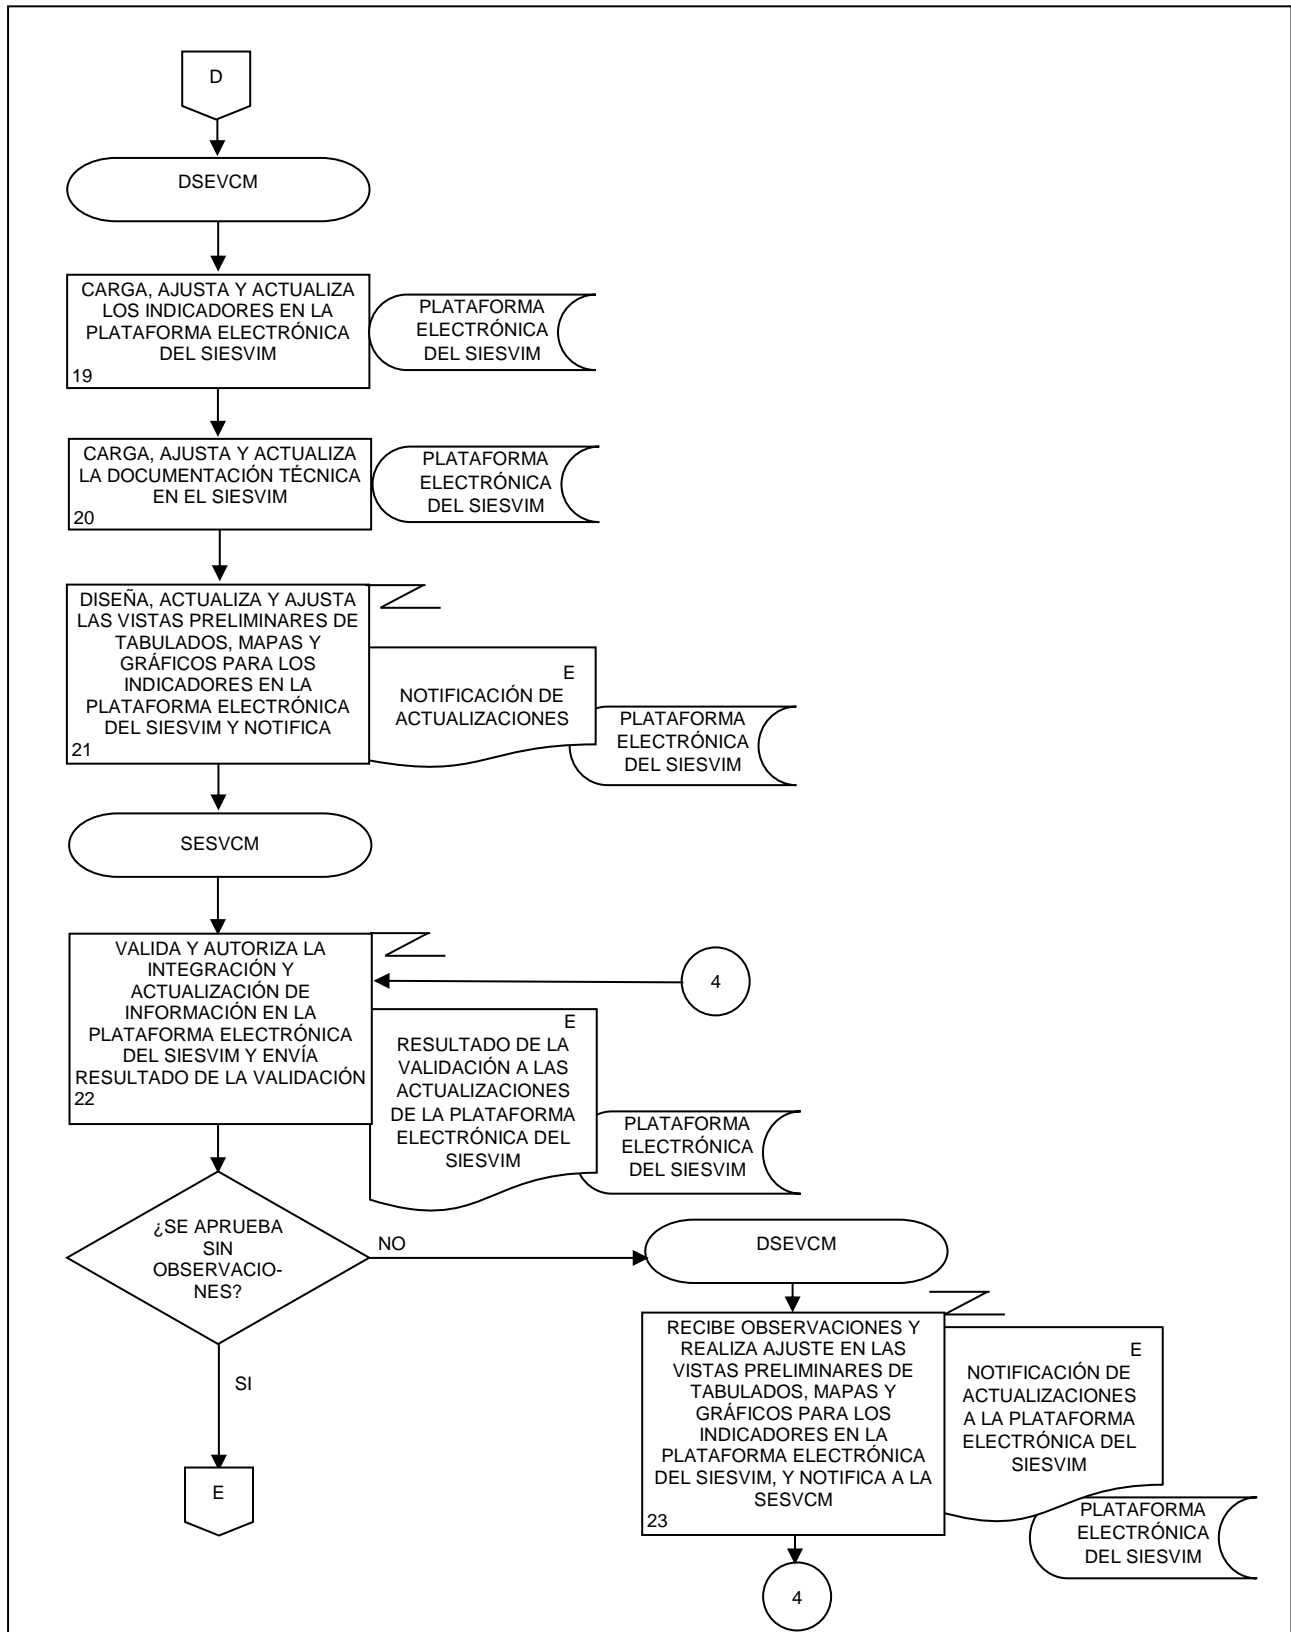 D
DSEVCM
CARGA, AJUSTA Y ACTUALIZA
LOS INDICADORES EN LA
PLATAFORMA ELECTRÓNICA
DEL SIESVIM
19
PLATAFORMA
ELECTRÓNICA
DEL SIESVIM
CARGA, AJUSTA Y ACTUALIZA
LA DOCUMENTACIÓN TÉCNICA
EN EL SIESVIM
20
PLATAFORMA
ELECTRÓNICA
DEL SIESVIM
DISEÑA, ACTUALIZA Y AJUSTA
LAS VISTAS PRELIMINARES DE
TABULADOS, MAPAS Y
GRÁFICOS PARA LOS
INDICADORES EN LA
PLATAFORMA ELECTRÓNICA
DEL SIESVIM Y NOTIFICA
21
E
NOTIFICACIÓN DE
ACTUALIZACIONES
PLATAFORMA
ELECTRÓNICA
DEL SIESVIM
SESVCM
VALIDA Y AUTORIZA LA
INTEGRACIÓN Y
ACTUALIZACIÓN DE
INFORMACIÓN EN LA
PLATAFORMA ELECTRÓNICA
DEL SIESVIM Y ENVÍA
RESULTADO DE LA VALIDACIÓN
22
4
E
RESULTADO DE LA
VALIDACIÓN A LAS
ACTUALIZACIONES
DE LA PLATAFORMA
ELECTRÓNICA DEL
SIESVIM
PLATAFORMA
ELECTRÓNICA
DEL SIESVIM
¿SE APRUEBA
SIN
OBSERVACIO-
NES?
NO
SI
E
DSEVCM
RECIBE OBSERVACIONES Y
REALIZA AJUSTE EN LAS
VISTAS PRELIMINARES DE
TABULADOS, MAPAS Y
GRÁFICOS PARA LOS
INDICADORES EN LA
PLATAFORMA ELECTRÓNICA
DEL SIESVIM, Y NOTIFICA A LA
SESVCM
23
E
NOTIFICACIÓN DE
ACTUALIZACIONES
A LA PLATAFORMA
ELECTRÓNICA DEL
SIESVIM
PLATAFORMA
ELECTRÓNICA
DEL SIESVIM
4